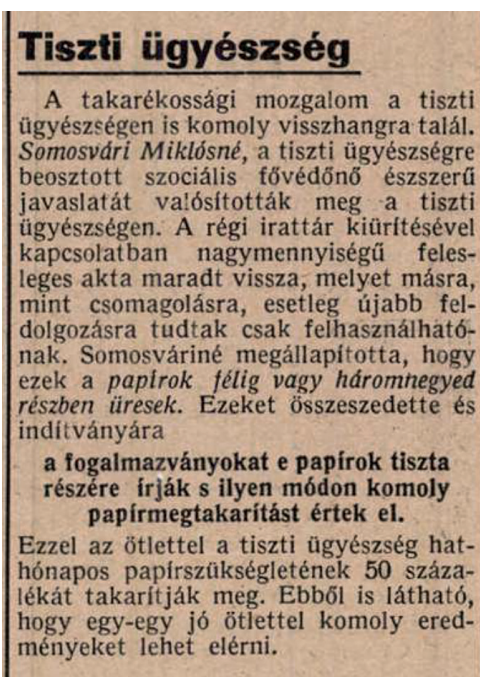 Tiszti ügyészség
A takarékossági mozgalom a tiszti
ügyészségen is komoly visszhangra talál.
Somosvári Miklósné, a tiszti ügyészségre
beosztott szociális fővédőnő észszerű
javaslatát valósították meg a tiszti
ügyészségen. A régi irattár kiürítésével
kapcsolatban nagymennyiségű feles-
leges akta maradt vissza, melyet másra,
mint csomagolásra, esetleg újabb fel-
dolgozásra tudtak csak felhasználható-
nak. Somosváriné megállapította, hogy
ezek a papírok félig vagy háromnegyed
részben üresek. Ezeket összeszedette és
indítványára
a fogalmazványokat e papírok tiszta
részére írják s ilyen módon komoly
papírmegtakarítást értek el.
Ezzel az ötlettel a tiszti ügyészség hat-
hónapos papírszükségletének 50 száza-
lékát takarítják meg. Ebből is látható,
hogy egy-egy jó ötlettel komoly ered-
ményeket lehet elérni.